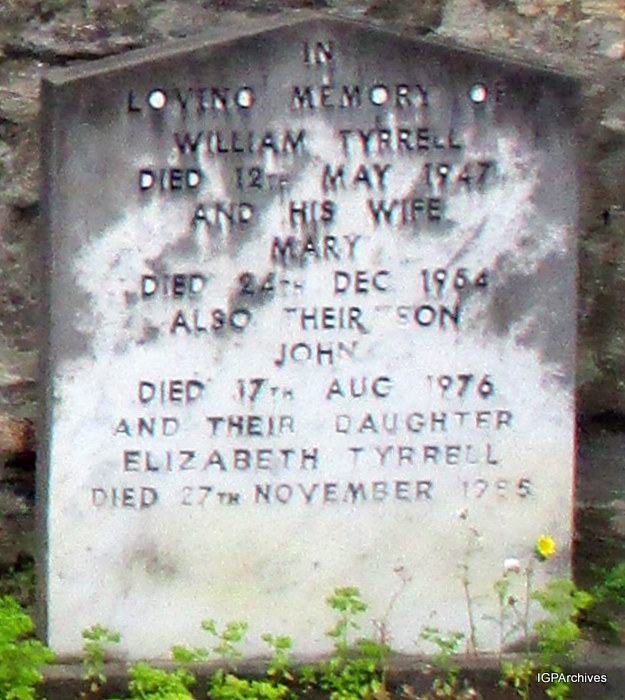 IN
LOVING MEMORY OF
WILLIAM TYRRELL
DIED 12TH MAY 1947
AND HIS WIFE
MARY
DIED 24TH DEC 1964
ALSO THEIR SON
JOHN
DIED 17TH AUG 1976
AND THEIR DAUGHTER
ELIZABETH TYRRELL
DIED 27TH NOVEMBER
IGPArchives